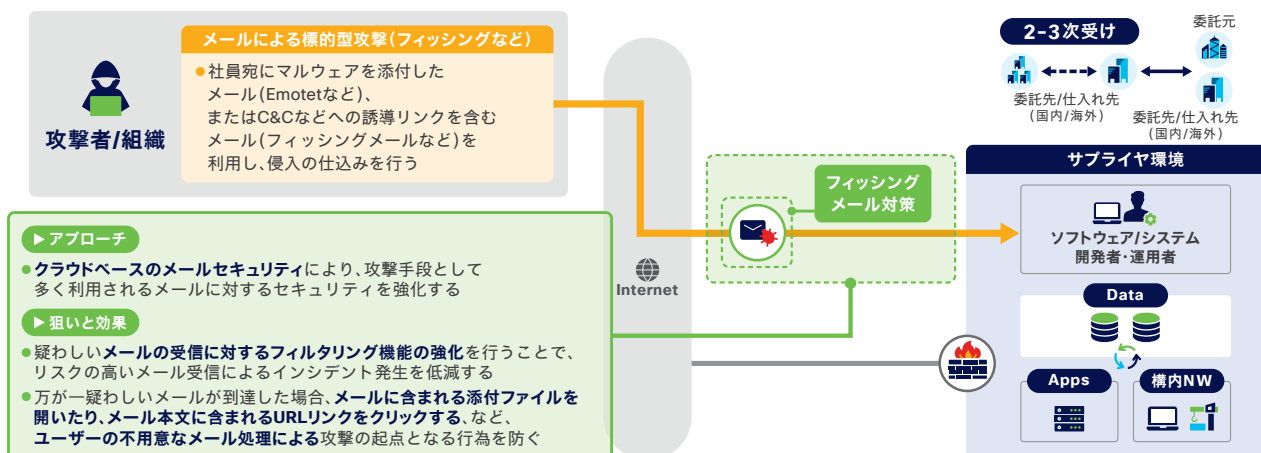 攻撃者/組織
メールによる標的型攻撃(フィッシングなど)
●社員宛にマルウェアを添付した
メール(Emotetなど)、
またはC&Cなどへの誘導リンクを含む
メール(フィッシングメールなど)を
利用し、侵入の仕込みを行う
▶アプローチ
●クラウドベースのメールセキュリティにより、攻撃手段として
多く利用されるメールに対するセキュリティを強化する
▶狙いと効果
●疑わしいメールの受信に対するフィルタリング機能の強化を行うことで、
リスクの高いメール受信によるインシデント発生を低減する
●万が一疑わしいメールが到達した場合、メールに含まれる添付ファイルを
開いたり、メール本文に含まれるURLリンクをクリックする、など、
ユーザーの不用意なメール処理による攻撃の起点となる行為を防ぐ
Internet
フィッシング
メール対策
2-3次受け
委託元
委託先/仕入れ先
(国内/海外)
委託先/仕入れ先
(国内/海外)
サプライヤ環境
ソフトウェア/システム
開発者・運用者
Data
Apps
構内NW